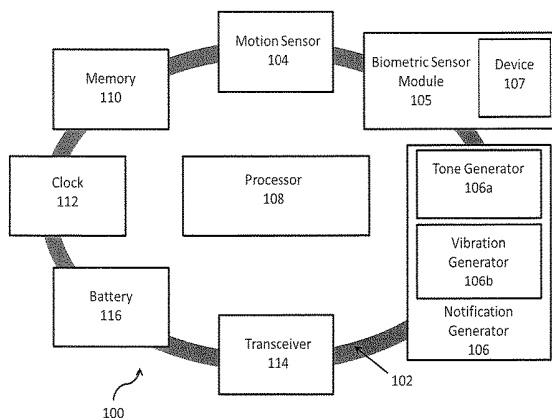 Motion Sensor
104
Memory
110
Biometric Sensor
Module
105
Device
107
Clock
112
Processor
108
Tone Generator
106a
Vibration
Generator
106b
Notification
Generator
106
Battery
116
Transceiver
114
102
100